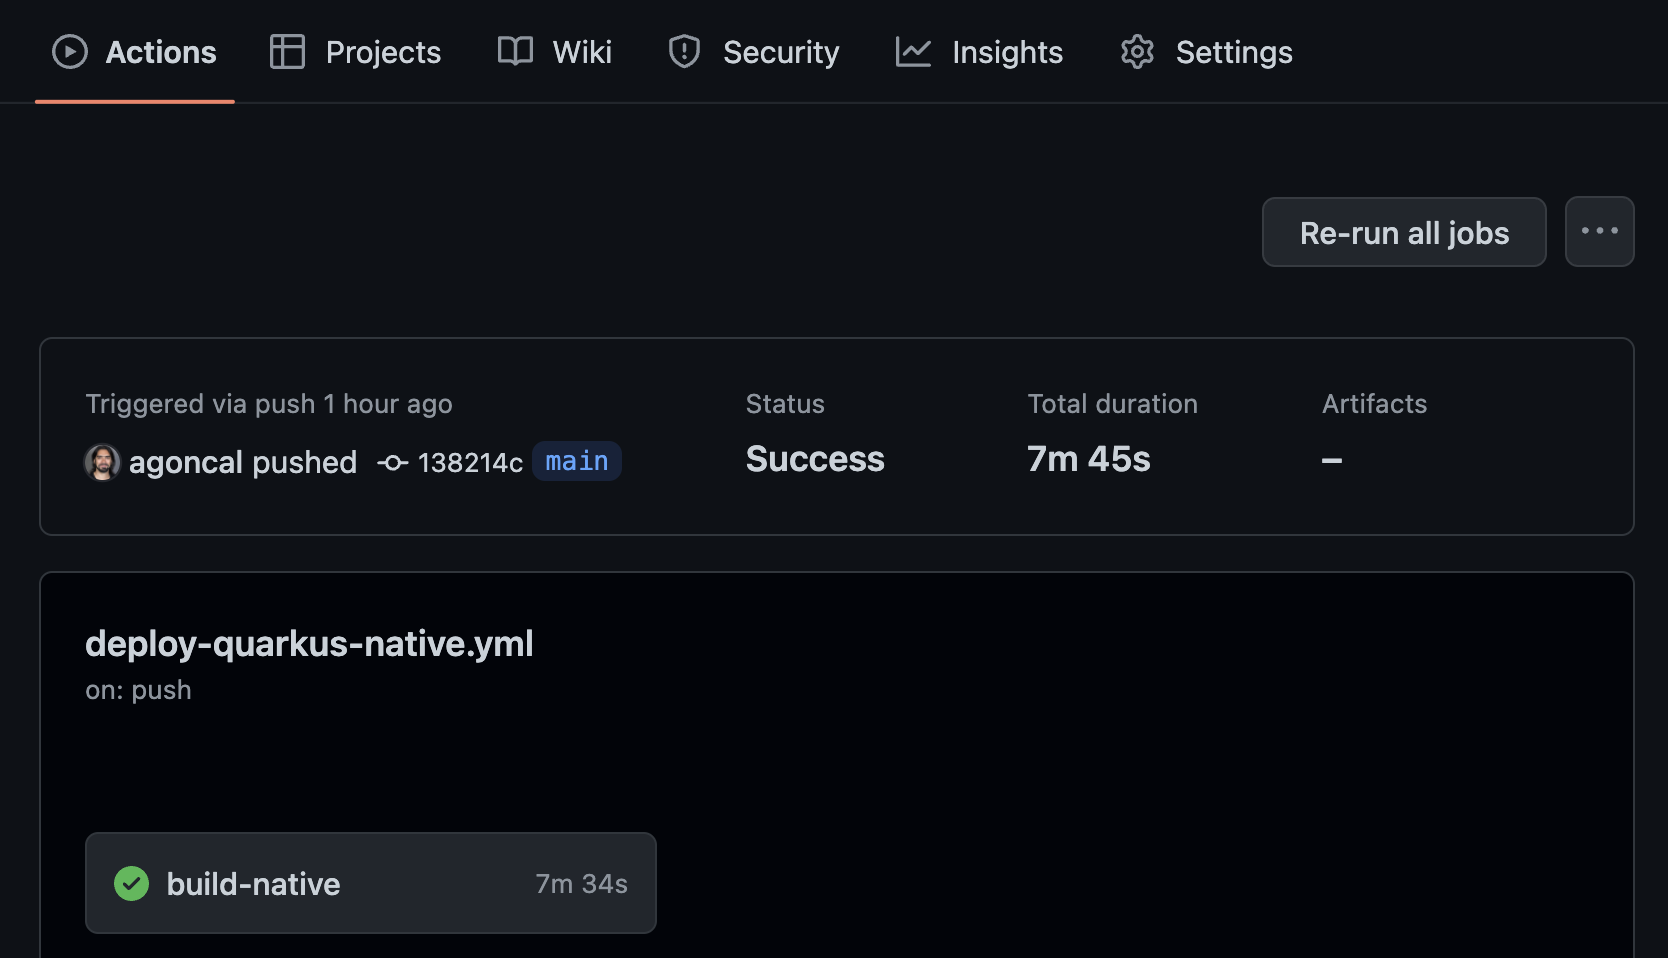 Actions Projects Wiki Security Insights Settings
Re-run all jobs ...
Triggered via push 1 hour ago Status Total duration Artifacts
agoncal pushed 138214c main Success 7m 45s –
deploy-quarkus-native.yml
on: push
build-native 7m 34s